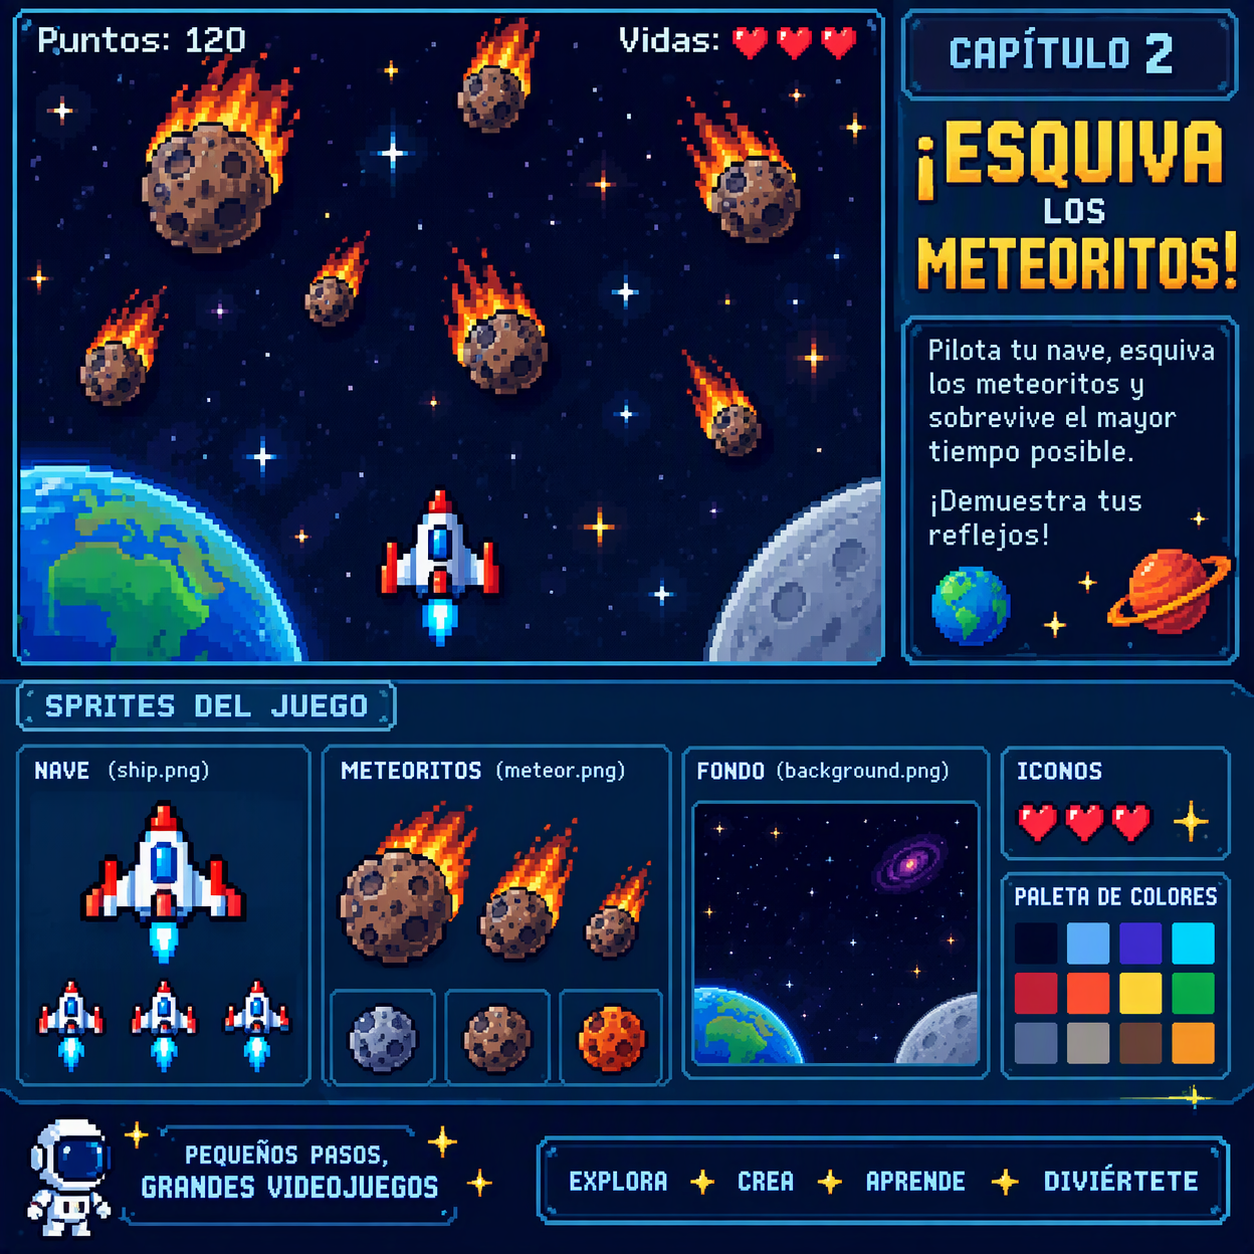 Puntos: 120
Vidas:
CAPÍTULO 2
¡ESQUIVA
LOS
METEORITOS!
Pilota tu nave, esquiva
los meteoritos y
sobrevive el mayor
tiempo posible.
¡Demuestra tus
reflejos!
SPRITES DEL JUEGO
NAVE (ship.png)
METEORITOS (meteor.png)
FONDO (background.png)
ICONOS
PALETA DE COLORES
PEQUEÑOS PASOS,
GRANDES VIDEOJUEGOS
EXPLORA CREA APRENDE DIVIÉRTETE